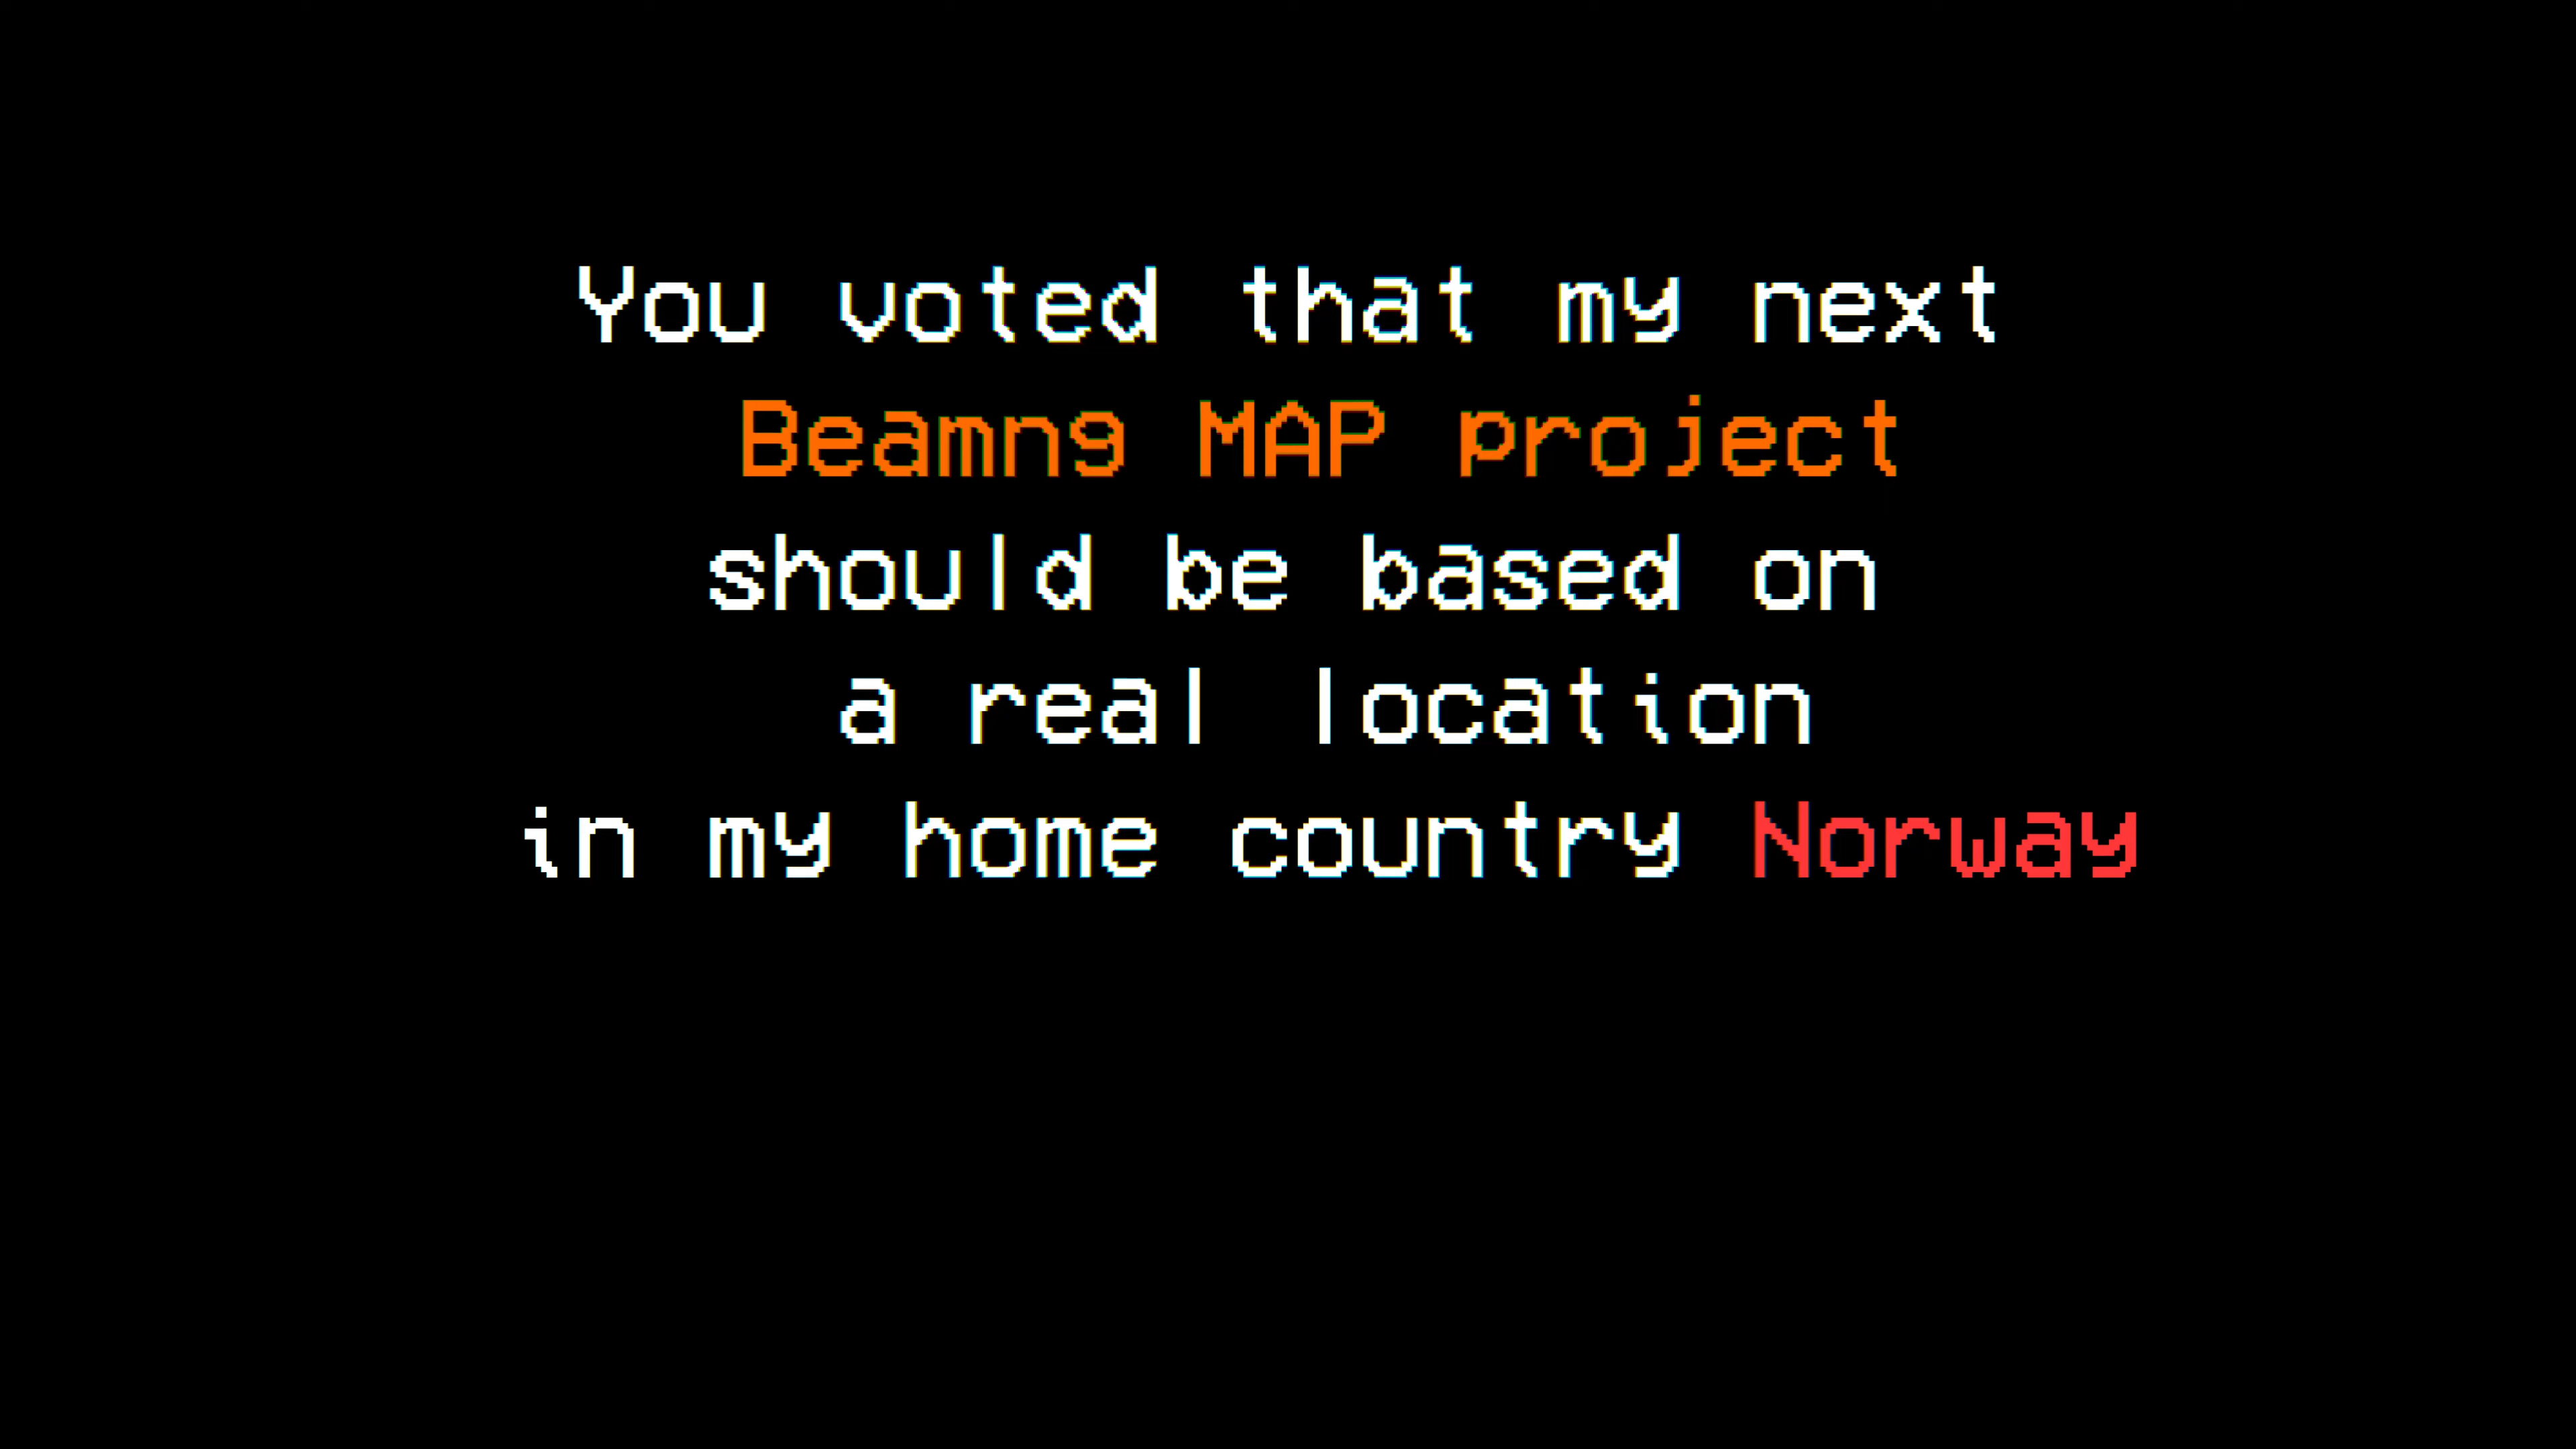 You voted that my next
Beamng MAP project
should be based on
a real location
in my home country Norway